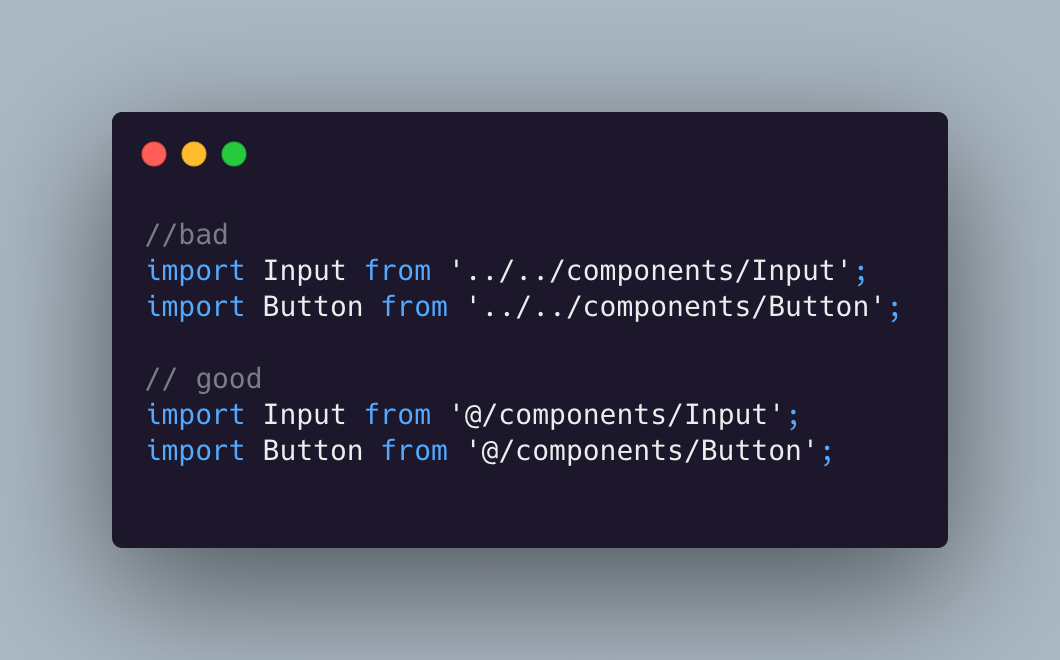 //bad
import Input from '../../components/Input';
import Button from '../../components/Button';
// good
import Input from '@/components/Input';
import Button from '@/components/Button';